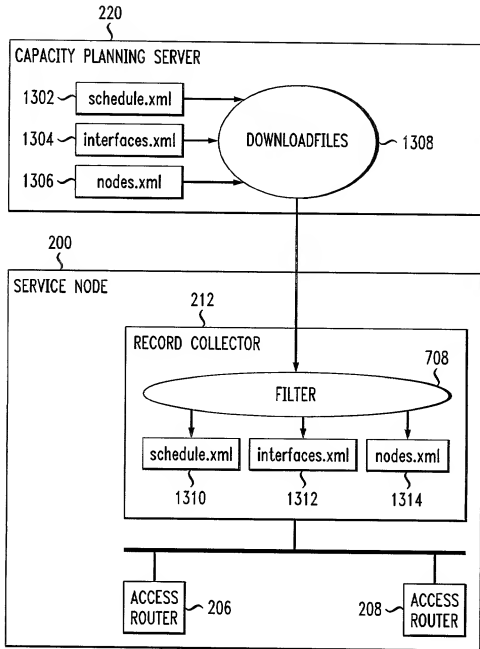 220
CAPACITY PLANNING SERVER
1302
schedule.xml
1304
interfaces.xml
DOWNLOADFILES
1308
1306
nodes.xml
200
SERVICE NODE
212
RECORD COLLECTOR
708
FILTER
schedule.xml
interfaces.xml
nodes.xml
1310
1312
1314
ACCESS
ROUTER
206
208
ACCESS
ROUTER